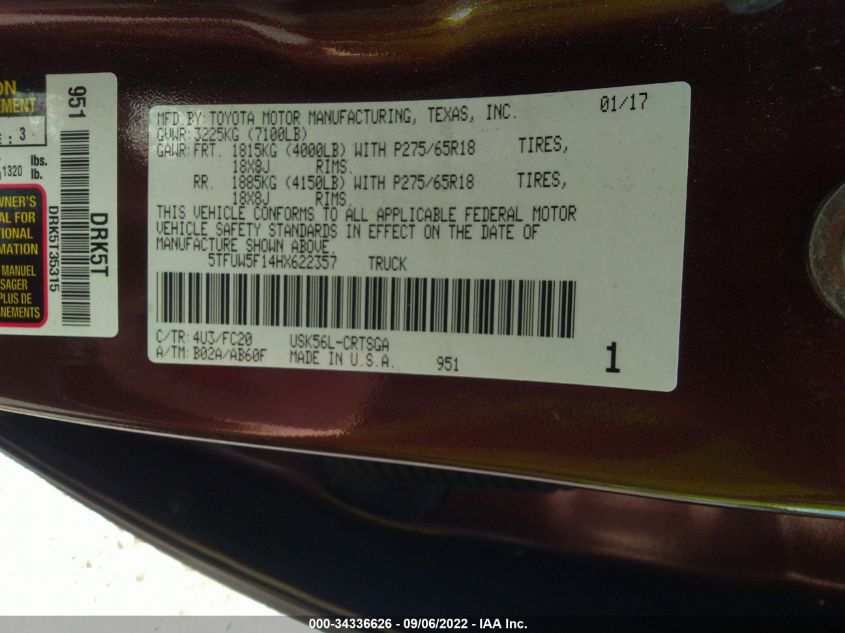 ON
EMENT
E : 3
1320 lbs.
lb.
WNER'S
AL FOR
TIONAL
MATION
MANUEL
SAGER
PLUS DE
GNEMENTS
951
DRK5T
DRK5T35315
MFD BY: TOYOTA MOTOR MANUFACTURING, TEXAS, INC. 01/17
GVWR: 3225KG (7100LB)
GAWR: FRT. 1815KG (4000LB) WITH P275/65R18 TIRES,
18X8J RIMS.
RR. 1885KG (4150LB) WITH P275/65R18 TIRES,
18X8J RIMS.
THIS VEHICLE CONFORMS TO ALL APPLICABLE FEDERAL MOTOR
VEHICLE SAFETY STANDARDS IN EFFECT ON THE DATE OF
MANUFACTURE SHOWN ABOVE.
5TFUW5F14HX622357 TRUCK
C/TR: 4U3/FC20 USK56L-CRTSGA
A/TM: B02A/AB60F MADE IN U.S.A. 951 1
000-34336626 - 09/06/2022 - IAA Inc.